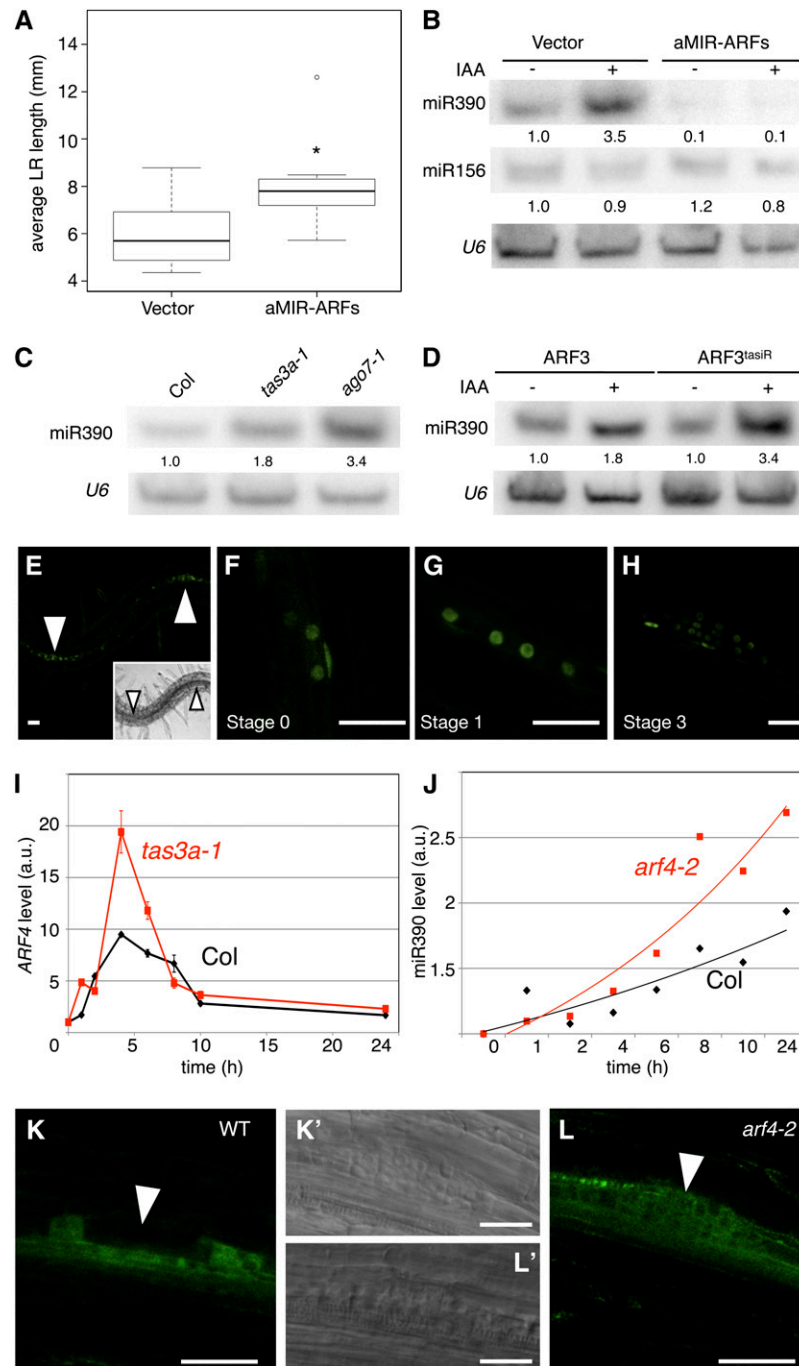 A
14
12
10
8
6
4
average LR length (mm)
*
Vector
aMIR-ARFs
B
Vector aMIR-ARFs
IAA - + - +
miR390
1.0 3.5 0.1 0.1
miR156
1.0 0.9 1.2 0.8
U6
C
Col tas3a-1 ago7-1
miR390
1.0 1.8 3.4
U6
D
ARF3 ARF3tasiR
IAA - + - +
miR390
1.0 1.8 1.0 3.4
U6
E
F
Stage 0
G
Stage 1
H
Stage 3
I
20
15
10
5
ARF4 level (a.u.)
tas3a-1
Col
0 5 10 15 20 24
time (h)
J
3
2.5
2
1.5
miR390 level (a.u.)
arf4-2
Col
0 1 2 4 6 8 10 24
time (h)
K
WT
K'
L'
L
arf4-2